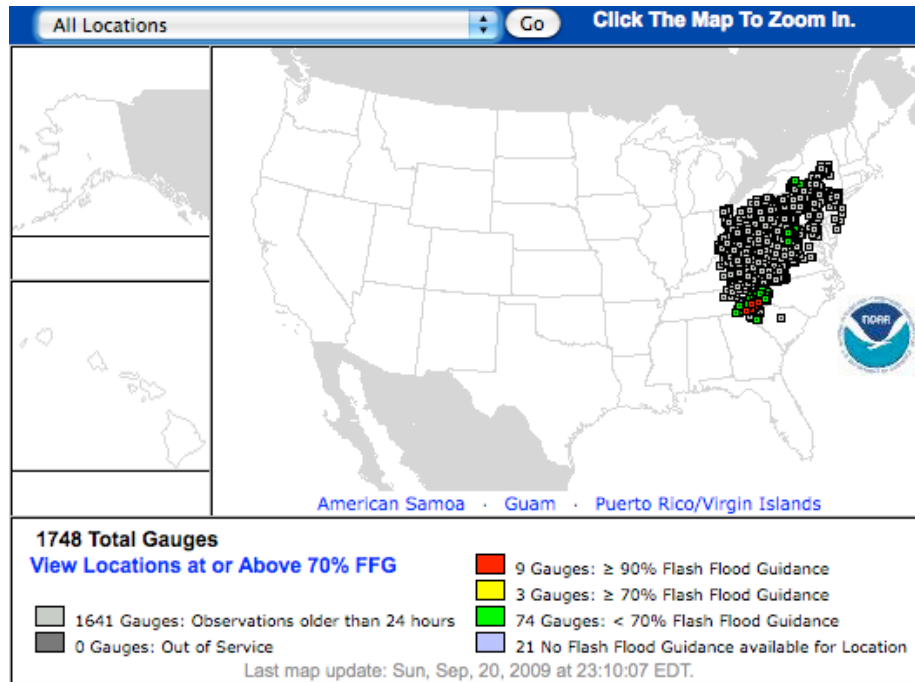 All Locations Go Click The Map To Zoom In.
NOAA
American Samoa · Guam · Puerto Rico/Virgin Islands
1748 Total Gauges
View Locations at or Above 70% FFG
1641 Gauges: Observations older than 24 hours
0 Gauges: Out of Service
9 Gauges: ≥ 90% Flash Flood Guidance
3 Gauges: ≥ 70% Flash Flood Guidance
74 Gauges: < 70% Flash Flood Guidance
21 No Flash Flood Guidance available for Location
Last map update: Sun, Sep, 20, 2009 at 23:10:07 EDT.